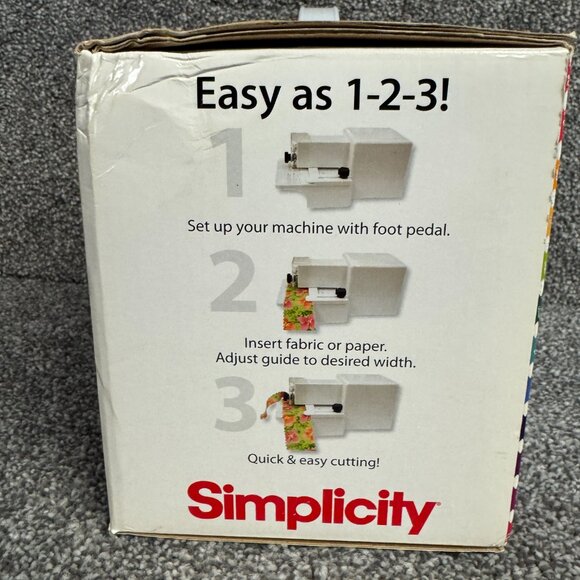 Easy as 1-2-3!
1
Set up your machine with foot pedal.
2
Insert fabric or paper.
Adjust guide to desired width.
3
Quick & easy cutting!
Simplicity